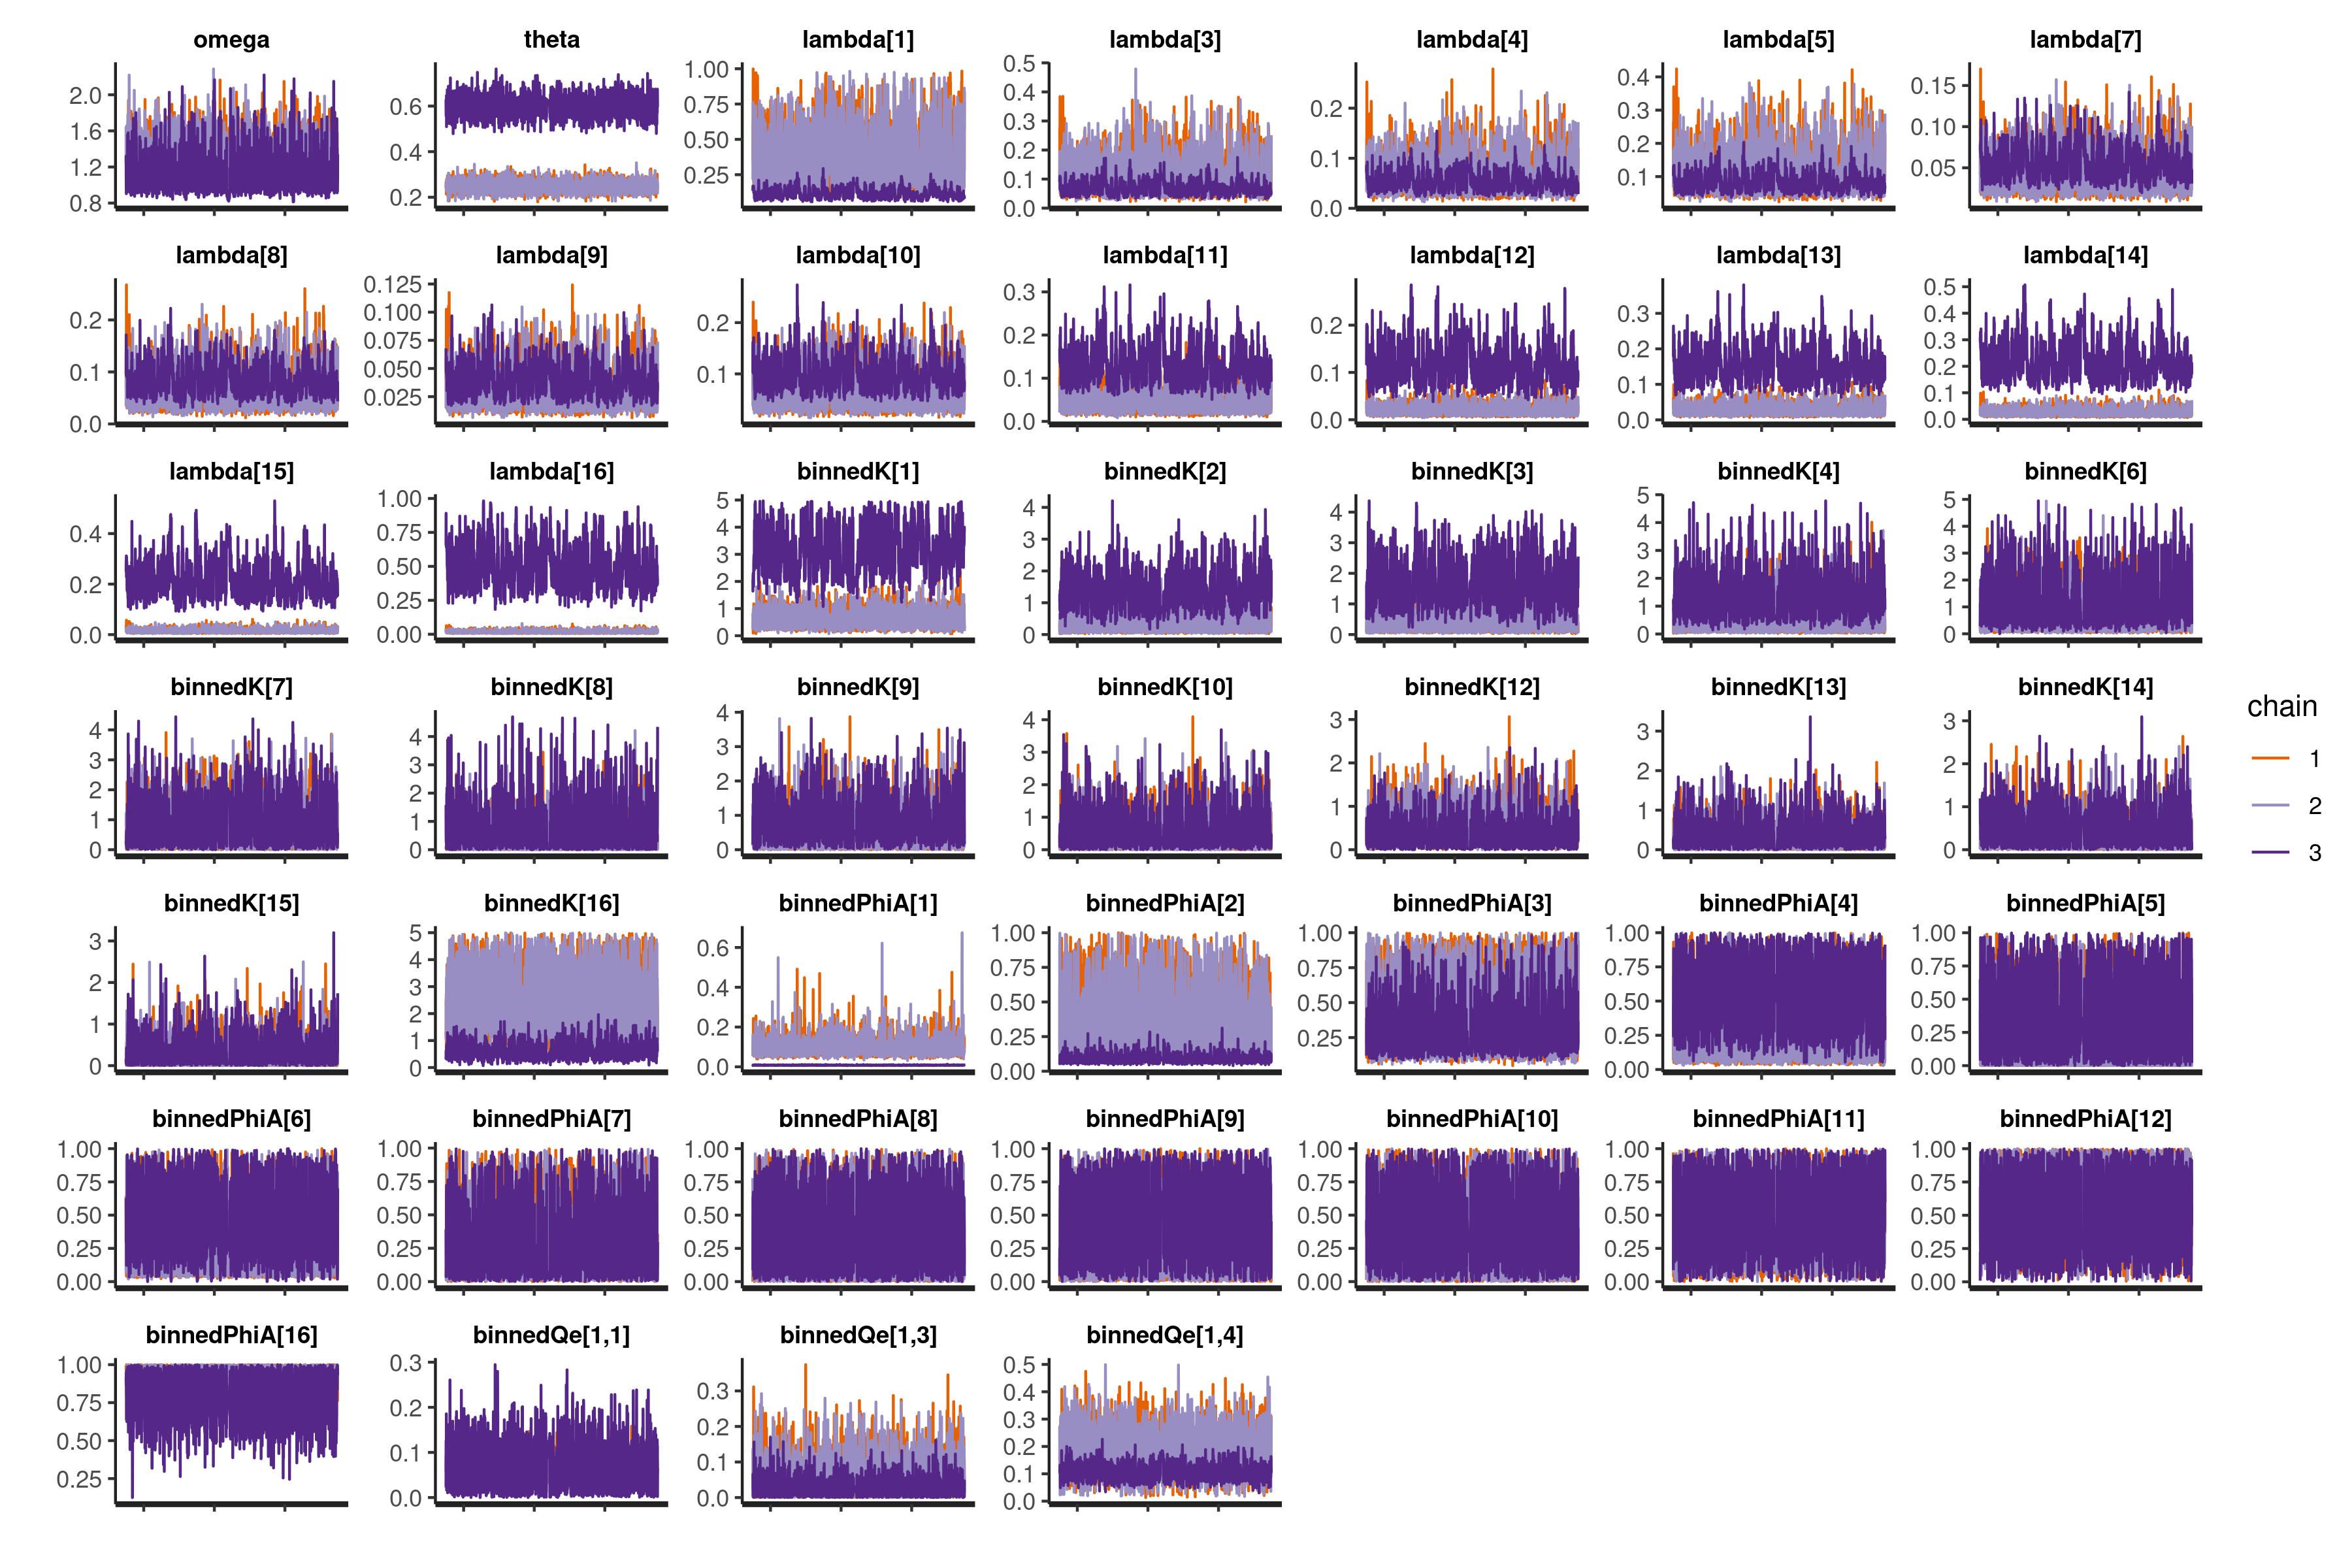 omega theta lambda[1] lambda[3] lambda[4] lambda[5] lambda[7]
2.0 1.6 1.2 0.8
0.6 0.4 0.2
1.00 0.75 0.50 0.25
0.5 0.4 0.3 0.2 0.1 0.0
0.2 0.1 0.0
0.4 0.3 0.2 0.1
0.15 0.10 0.05
lambda[8] lambda[9] lambda[10] lambda[11] lambda[12] lambda[13] lambda[14]
0.2 0.1 0.0
0.125 0.100 0.075 0.050 0.025
0.2 0.1
0.3 0.2 0.1 0.0
0.2 0.1 0.0
0.3 0.2 0.1 0.0
0.5 0.4 0.3 0.2 0.1 0.0
lambda[15] lambda[16] binnedK[1] binnedK[2] binnedK[3] binnedK[4] binnedK[6]
0.4 0.2 0.0
1.00 0.75 0.50 0.25 0.00
5 4 3 2 1 0
4 3 2 1 0
4 3 2 1 0
5 4 3 2 1 0
5 4 3 2 1 0
binnedK[7] binnedK[8] binnedK[9] binnedK[10] binnedK[12] binnedK[13] binnedK[14]
4 3 2 1 0
4 3 2 1 0
4 3 2 1 0
4 3 2 1 0
3 2 1 0
3 2 1 0
3 2 1 0
chain
1
2
3
binnedK[15] binnedK[16] binnedPhiA[1] binnedPhiA[2] binnedPhiA[3] binnedPhiA[4] binnedPhiA[5]
3 2 1 0
5 4 3 2 1 0
0.6 0.4 0.2 0.0
1.00 0.75 0.50 0.25 0.00
1.00 0.75 0.50 0.25
1.00 0.75 0.50 0.25 0.00
1.00 0.75 0.50 0.25 0.00
binnedPhiA[6] binnedPhiA[7] binnedPhiA[8] binnedPhiA[9] binnedPhiA[10] binnedPhiA[11] binnedPhiA[12]
1.00 0.75 0.50 0.25 0.00
1.00 0.75 0.50 0.25 0.00
1.00 0.75 0.50 0.25 0.00
1.00 0.75 0.50 0.25 0.00
1.00 0.75 0.50 0.25 0.00
1.00 0.75 0.50 0.25 0.00
1.00 0.75 0.50 0.25 0.00
binnedPhiA[16] binnedQe[1,1] binnedQe[1,3] binnedQe[1,4]
1.00 0.75 0.50 0.25
0.3 0.2 0.1 0.0
0.3 0.2 0.1 0.0
0.5 0.4 0.3 0.2 0.1 0.0